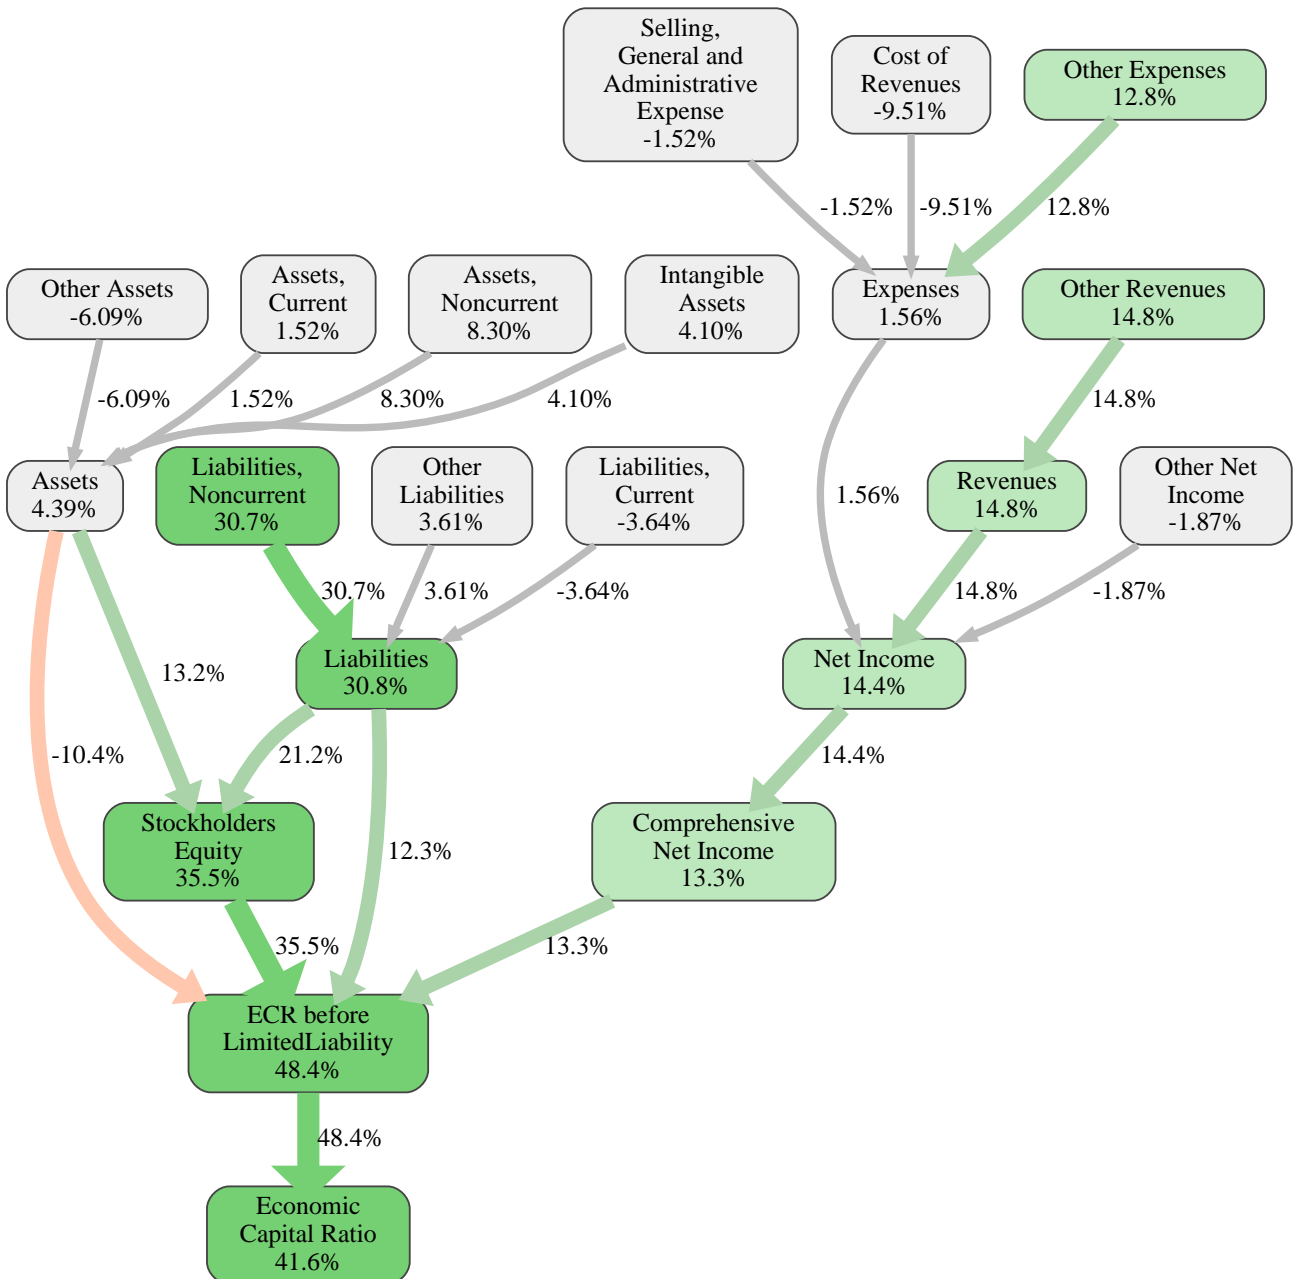 Selling,
General and
Administrative
Expense
-1.52%
Cost of
Revenues
-9.51%
Other Expenses
12.8%
-1.52%
-9.51%
12.8%
Other Assets
-6.09%
Assets,
Current
1.52%
Assets,
Noncurrent
8.30%
Intangible
Assets
4.10%
Expenses
1.56%
Other Revenues
14.8%
-6.09%
1.52%
8.30%
4.10%
14.8%
Assets
4.39%
Liabilities,
Noncurrent
30.7%
Other
Liabilities
3.61%
Liabilities,
Current
-3.64%
1.56%
Revenues
14.8%
Other Net
Income
-1.87%
30.7%
3.61%
-3.64%
14.8%
-1.87%
13.2%
Liabilities
30.8%
Net Income
14.4%
-10.4%
21.2%
14.4%
Stockholders
Equity
35.5%
12.3%
Comprehensive
Net Income
13.3%
35.5%
13.3%
ECR before
LimitedLiability
48.4%
48.4%
Economic
Capital Ratio
41.6%